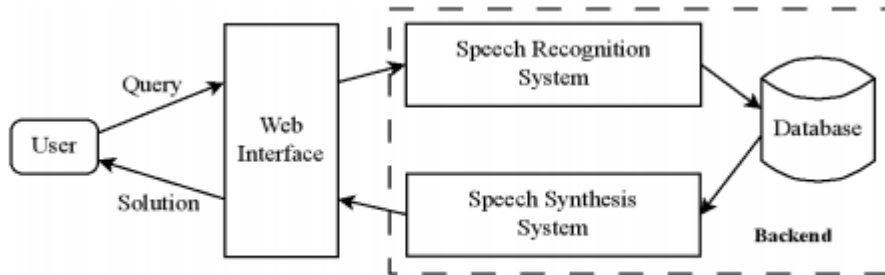 Query
User
Solution
Web
Interface
Speech Recognition
System
Speech Synthesis
System
Database
Backend